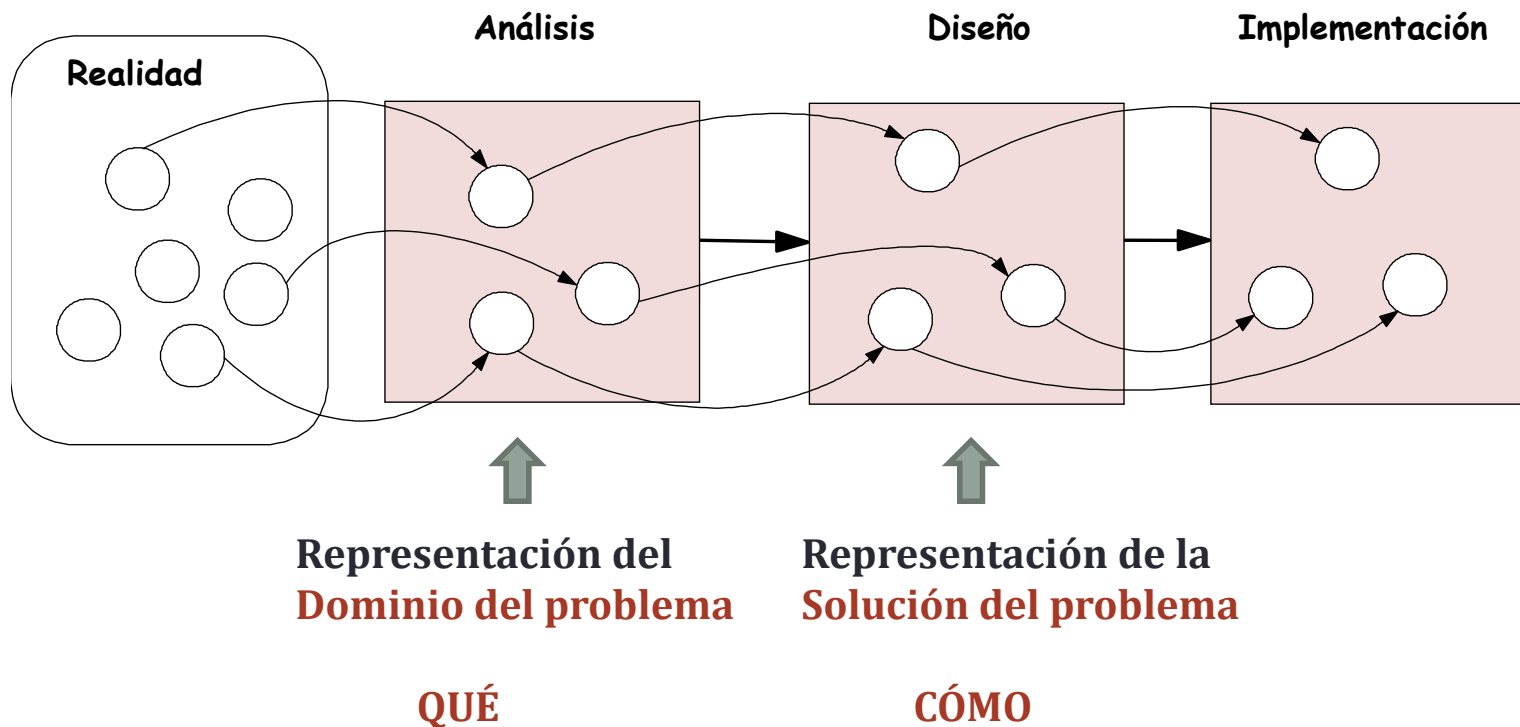 Análisis
Diseño
Implementación
Realidad
Representación del
Dominio del problema
Representación de la
Solución del problema
QUÉ
CÓMO